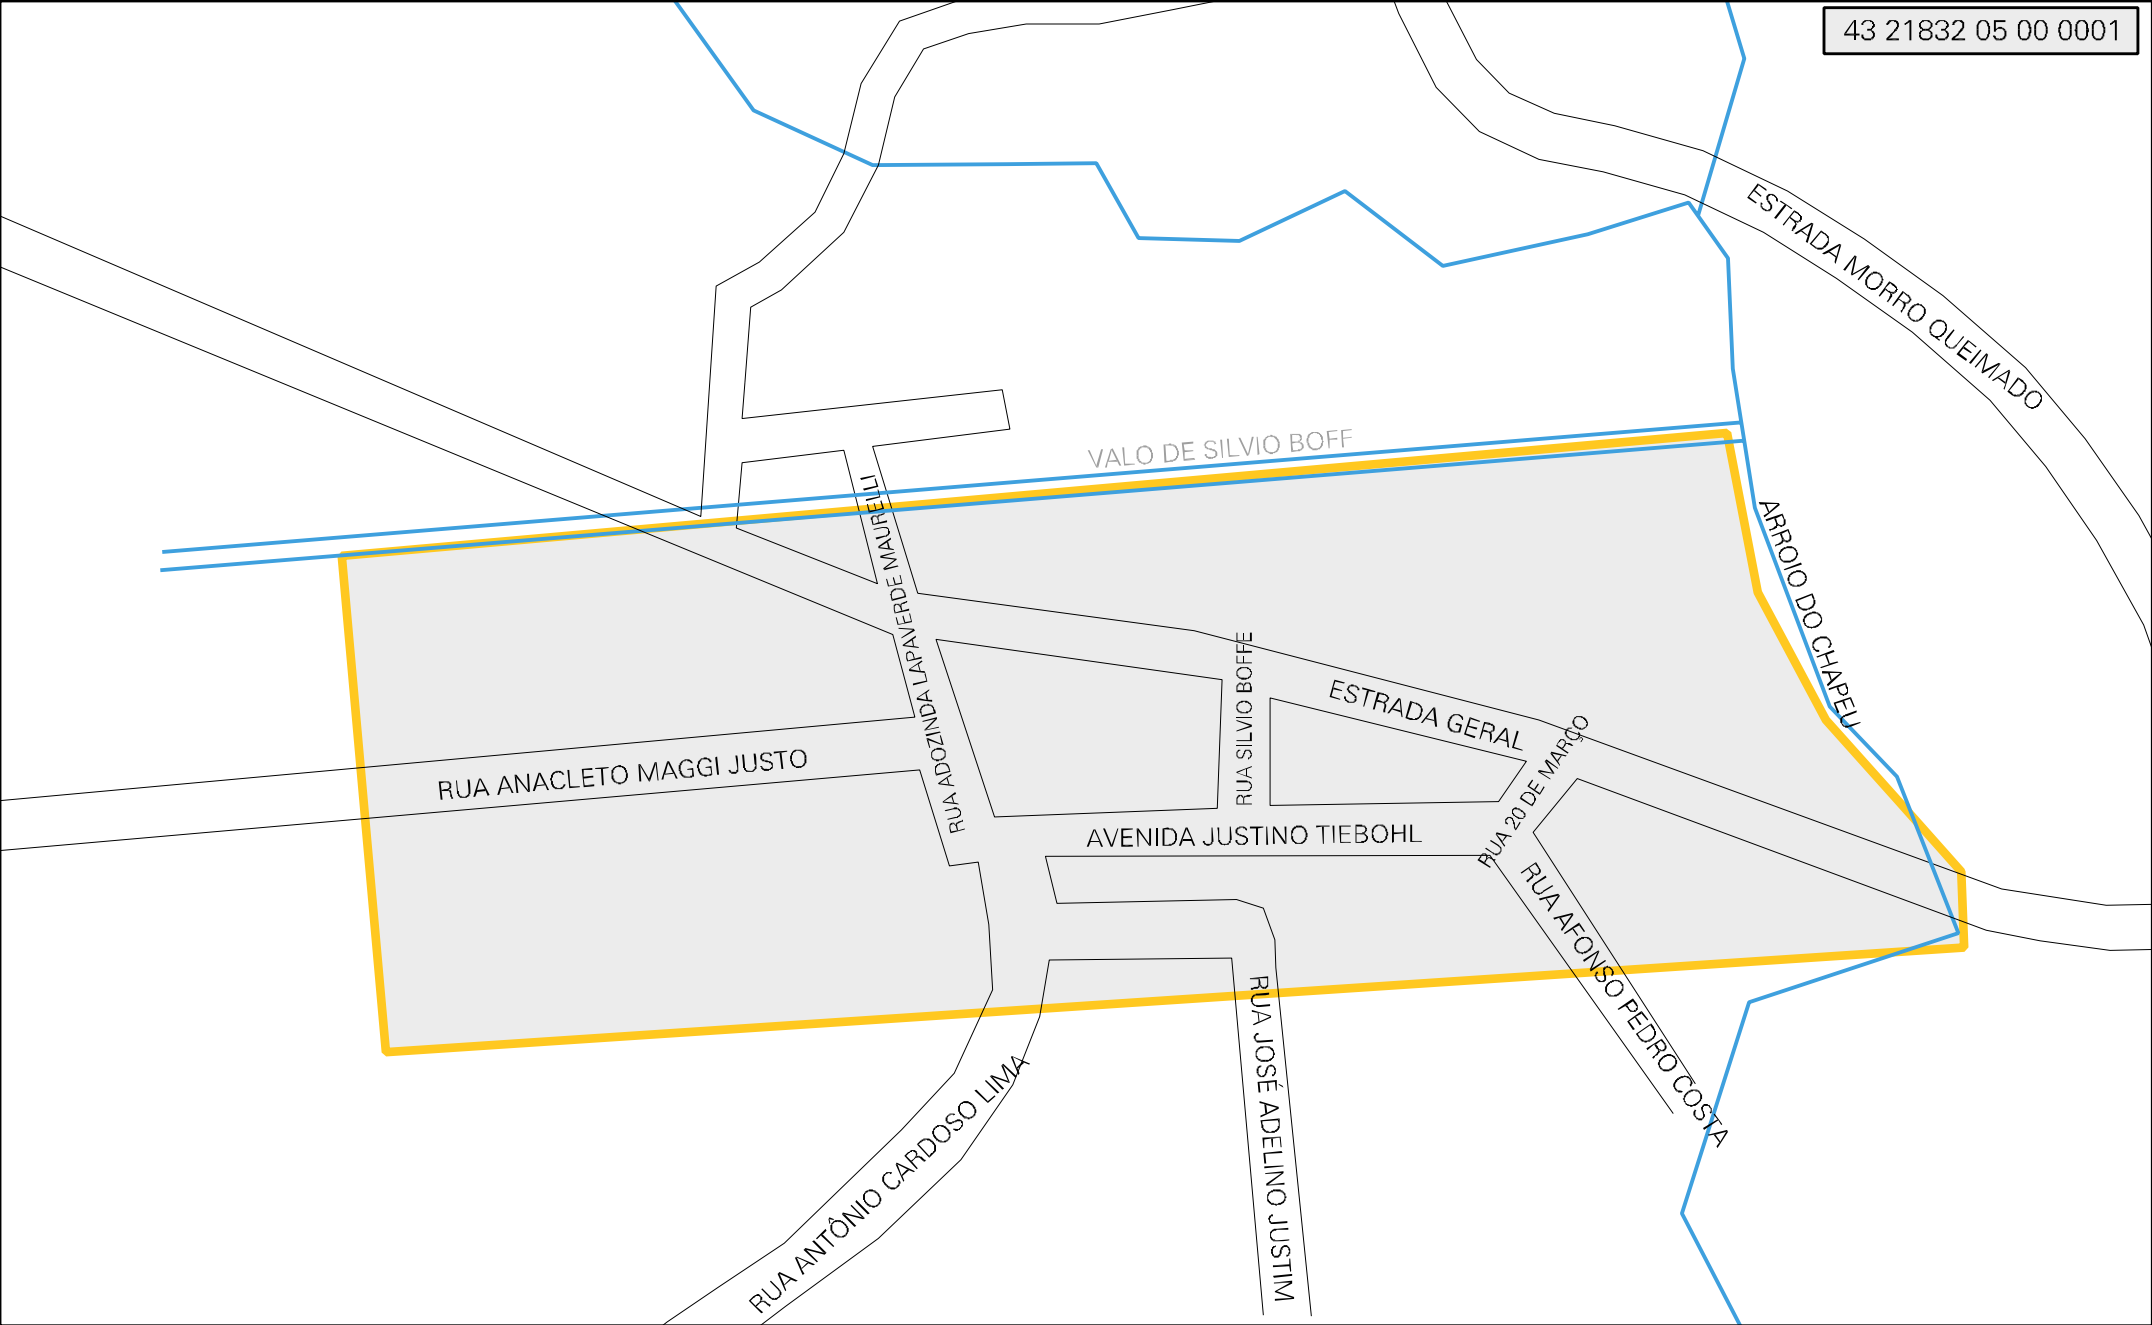 43 21832 05 00 0001
ESTRADA MORRO QUEIMADO
VALO DE SILVIO BOFF
RUA ADOZINDA LAPAVERDE MAURELLI
ARROIO DO CHAPEU
RUA SILVIO BOFFE
ESTRADA GERAL
RUA 20 DE MARÇO
RUA ANACLETO MAGGI JUSTO
AVENIDA JUSTINO TIEBOHL
RUA AFONSO PEDRO COSTA
RUA JOSÉ ADELINO JUSTIM
RUA ANTÔNIO CARDOSO LIMA